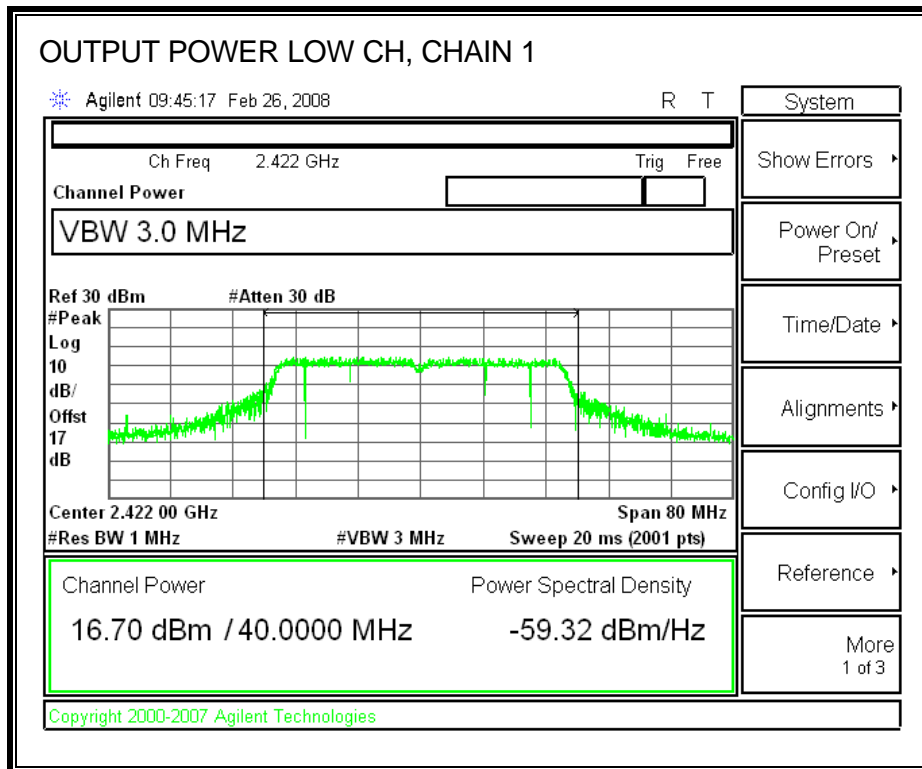 OUTPUT POWER LOW CH, CHAIN 1
Agilent 09:45:17 Feb 26, 2008 R T
Ch Freq 2.422 GHz Trig Free
Channel Power
VBW 3.0 MHz
Ref 30 dBm #Atten 30 dB
#Peak
Log
10
dB/
Offst
17
dB
Center 2.422 00 GHz Span 80 MHz
#Res BW 1 MHz #VBW 3 MHz Sweep 20 ms (2001 pts)
Channel Power Power Spectral Density
16.70 dBm / 40.0000 MHz -59.32 dBm/Hz
Copyright 2000-2007 Agilent Technologies
System
Show Errors
Power On/
Preset
Time/Date
Alignments
Config I/O
Reference
More
1 of 3